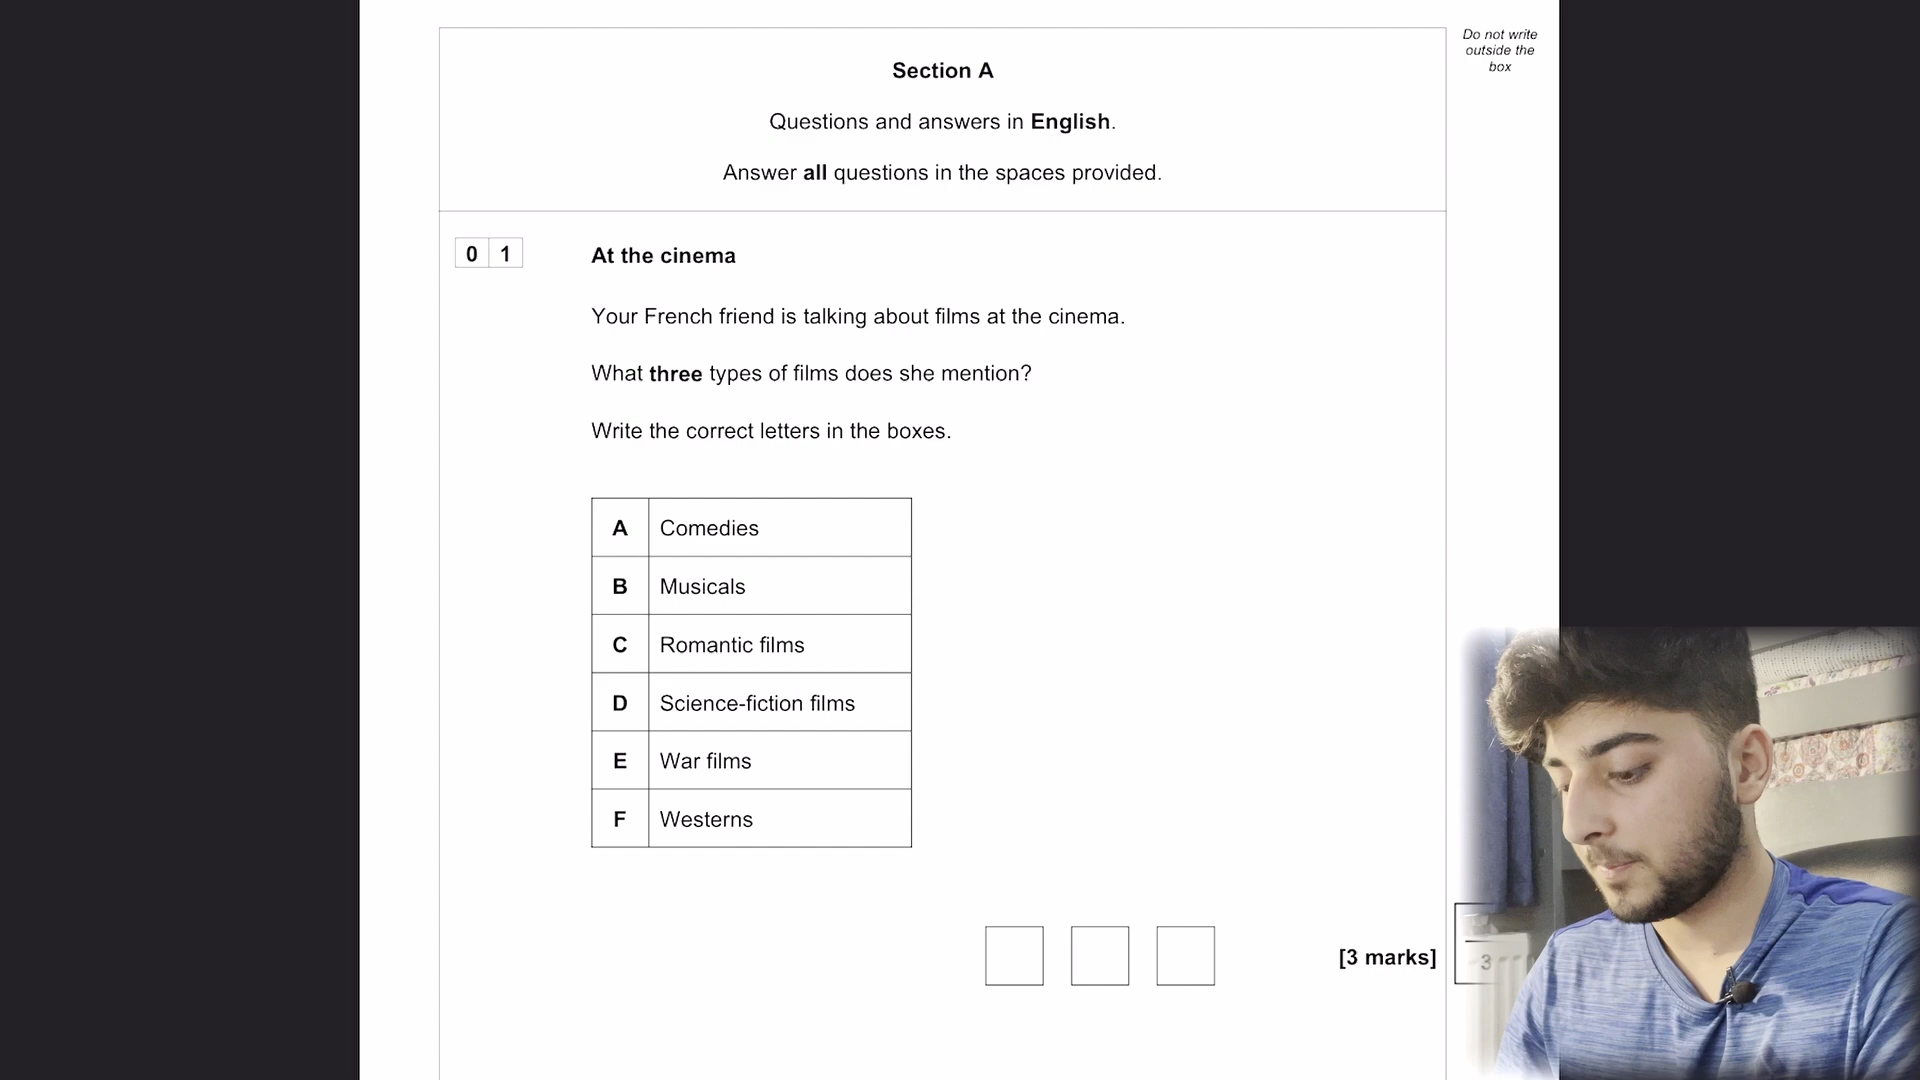 Do not write
outside the
box
Section A
Questions and answers in English.
Answer all questions in the spaces provided.
0 1
At the cinema
Your French friend is talking about films at the cinema.
What three types of films does she mention?
Write the correct letters in the boxes.
A Comedies
B Musicals
C Romantic films
D Science-fiction films
E War films
F Westerns
[3 marks]
3